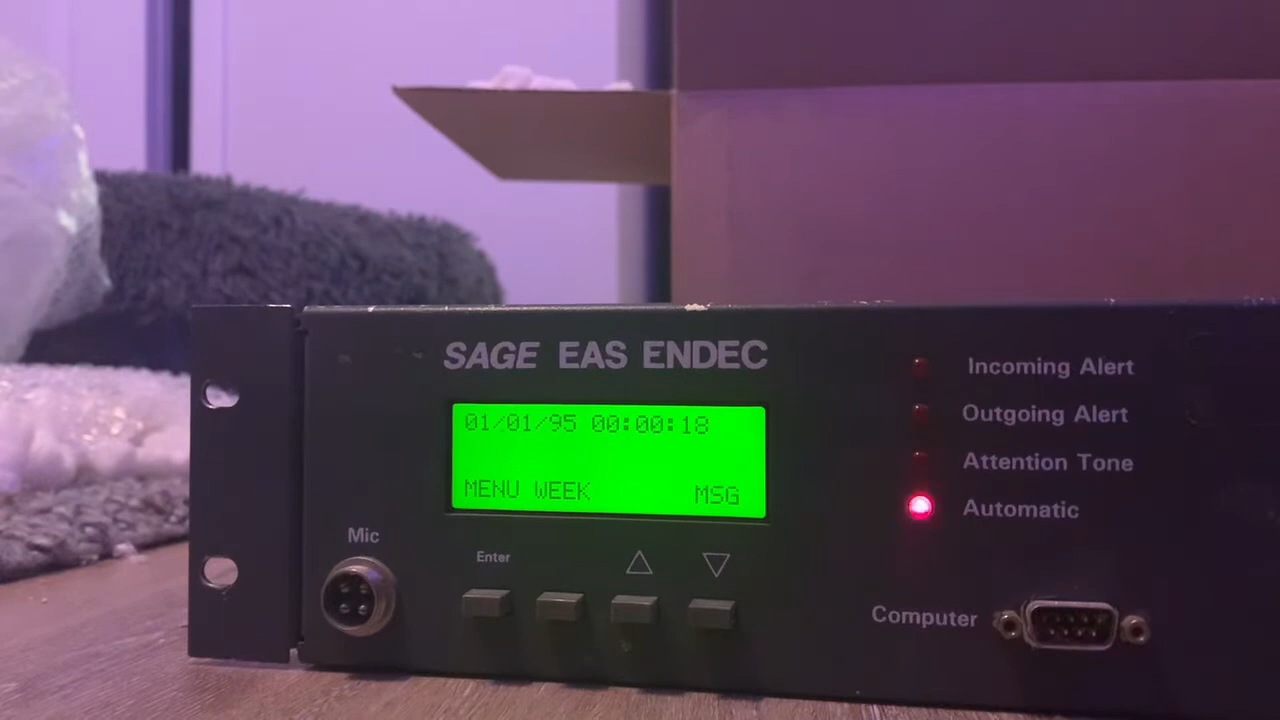 SAGE EAS ENDEC
01/01/95 00:00:18
MENU WEEK MSG
Incoming Alert
Outgoing Alert
Attention Tone
Automatic
Mic
Enter
Computer